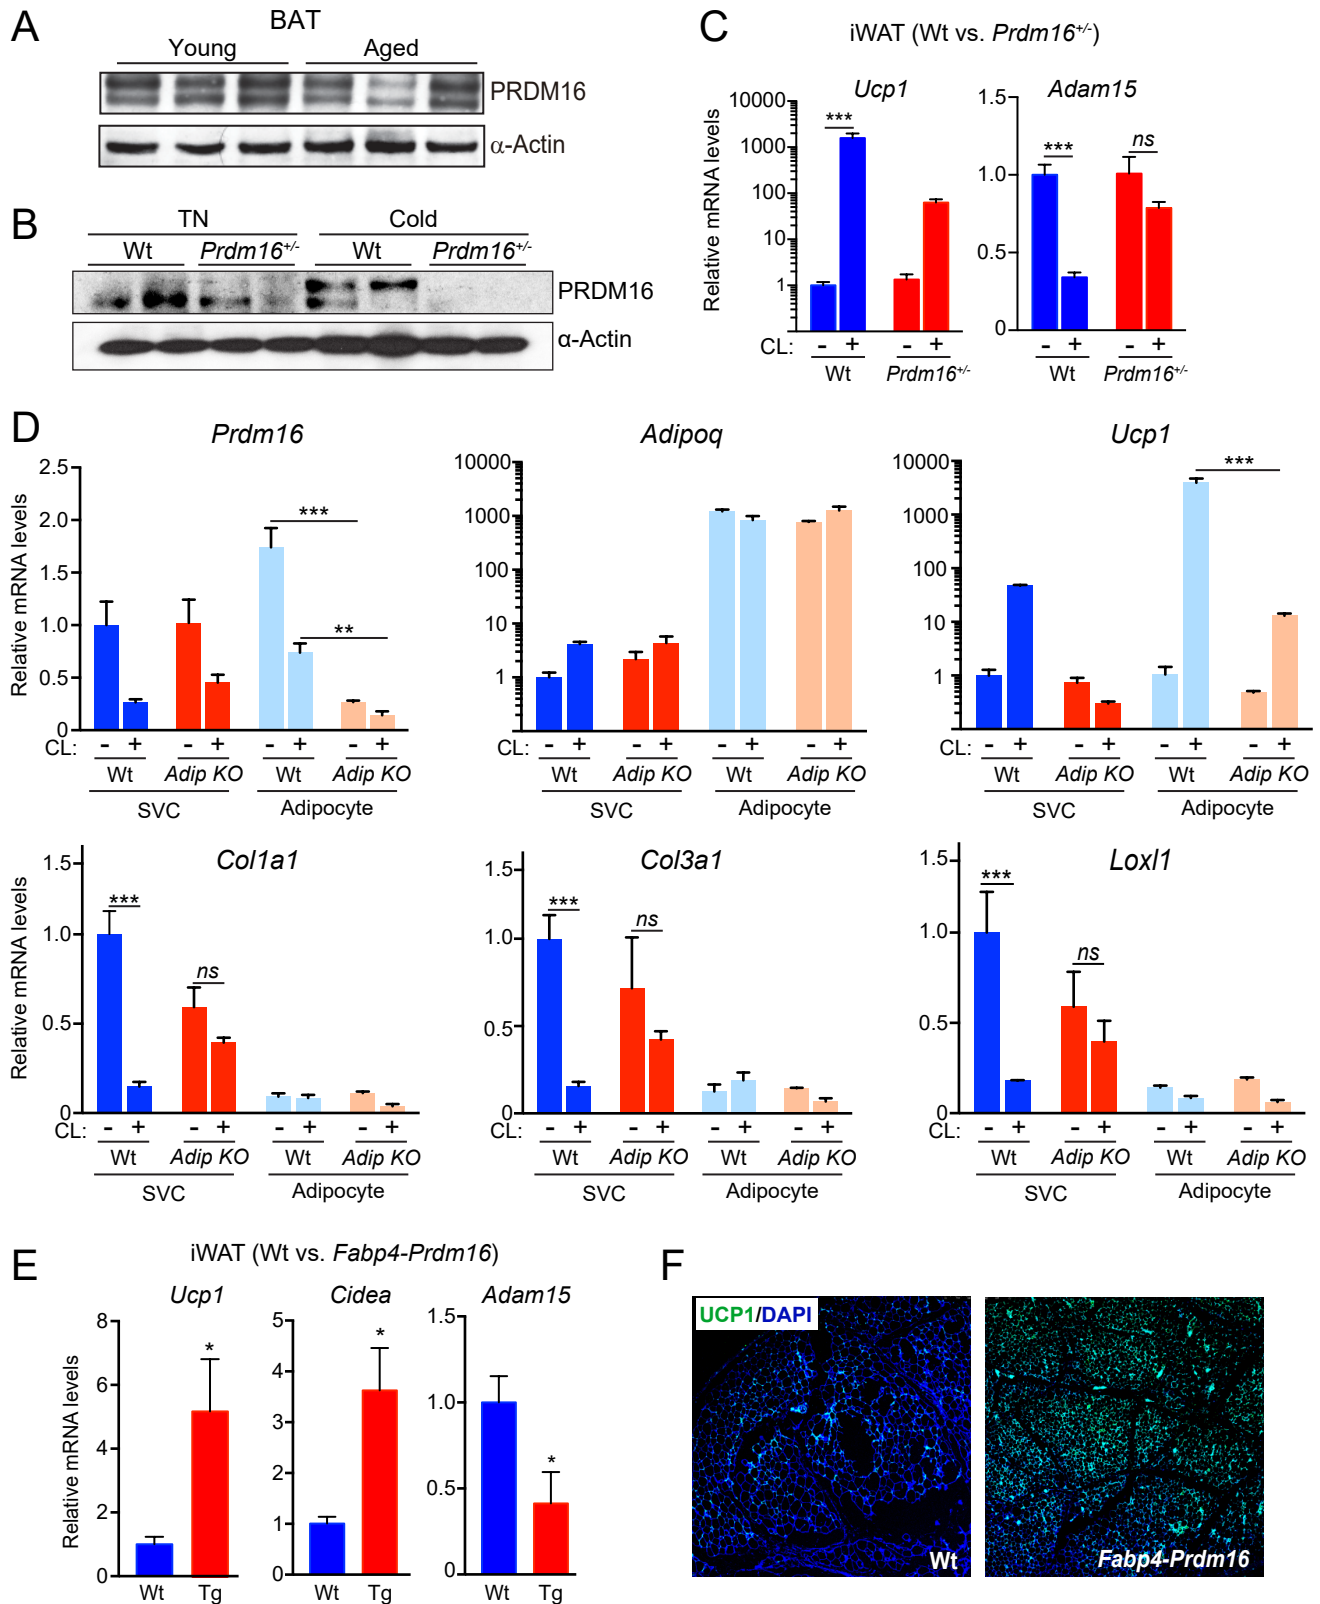 A
BAT
Young Aged
PRDM16
α-Actin
B
TN Cold
Wt Prdm16+/- Wt Prdm16+/-
PRDM16
α-Actin
C
iWAT (Wt vs. Prdm16+/-)
Ucp1
Relative mRNA levels
10000
1000
100
10
1
***
CL: - + - +
Wt Prdm16+/-
Adam15
1.5
1.0
0.5
0
*** ns
- + - +
Wt Prdm16+/-
D
Prdm16
Relative mRNA levels
2.5
2.0
1.5
1.0
0.5
0
***
**
CL: - + - + - + - +
Wt Adip KO Wt Adip KO
SVC Adipocyte
Adipoq
10000
1000
100
10
1
CL: - + - + - + - +
Wt Adip KO Wt Adip KO
SVC Adipocyte
Ucp1
10000
1000
100
10
1
***
CL: - + - + - + - +
Wt Adip KO Wt Adip KO
SVC Adipocyte
Col1a1
Relative mRNA levels
1.5
1.0
0.5
0
***
ns
CL: - + - + - + - +
Wt Adip KO Wt Adip KO
SVC Adipocyte
Col3a1
1.5
1.0
0.5
0
***
ns
CL: - + - + - + - +
Wt Adip KO Wt Adip KO
SVC Adipocyte
Loxl1
1.5
1.0
0.5
0
***
ns
CL: - + - + - + - +
Wt Adip KO Wt Adip KO
SVC Adipocyte
E
iWAT (Wt vs. Fabp4-Prdm16)
Ucp1
Relative mRNA levels
8
6
4
2
0
*
Wt Tg
Cidea
5
4
3
2
1
0
*
Wt Tg
Adam15
1.0
0.5
0
*
Wt Tg
F
UCP1/DAPI
Wt
Fabp4-Prdm16